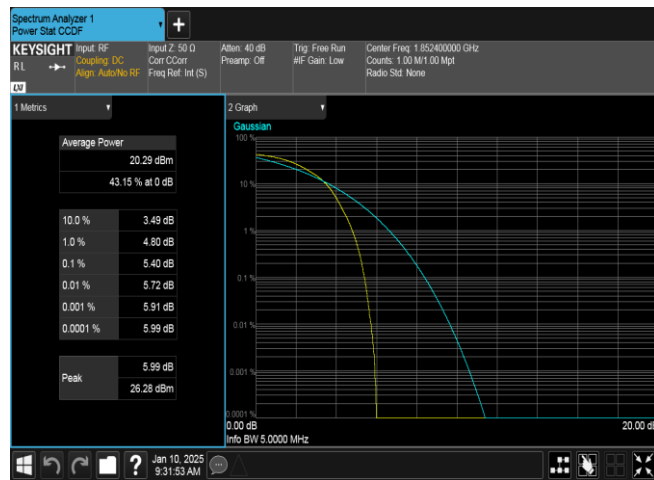 Spectrum Analyzer 1
Power Stat CCDF
+
KEYSIGHT
RL
LXI
Input: RF
Coupling: DC
Align: Auto/No RF
Input Z: 50 Ω
Corr CCorr
Freq Ref: Int (S)
Atten: 40 dB
Preamp: Off
Trig: Free Run
#IF Gain: Low
Center Freq: 1.852400000 GHz
Counts: 1.00 M/1.00 Mpt
Radio Std: None
1 Metrics
Average Power
20.29 dBm
43.15 % at 0 dB
10.0 % 3.49 dB
1.0 % 4.80 dB
0.1 % 5.40 dB
0.01 % 5.72 dB
0.001 % 5.91 dB
0.0001 % 5.99 dB
Peak
5.99 dB
26.28 dBm
2 Graph
Gaussian
100 %
10 %
1 %
0.1 %
0.01 %
0.001 %
0.0001 %
0.00 dB
20.00 dB
Info BW 5.0000 MHz
?
Jan 10, 2025
9:31:53 AM